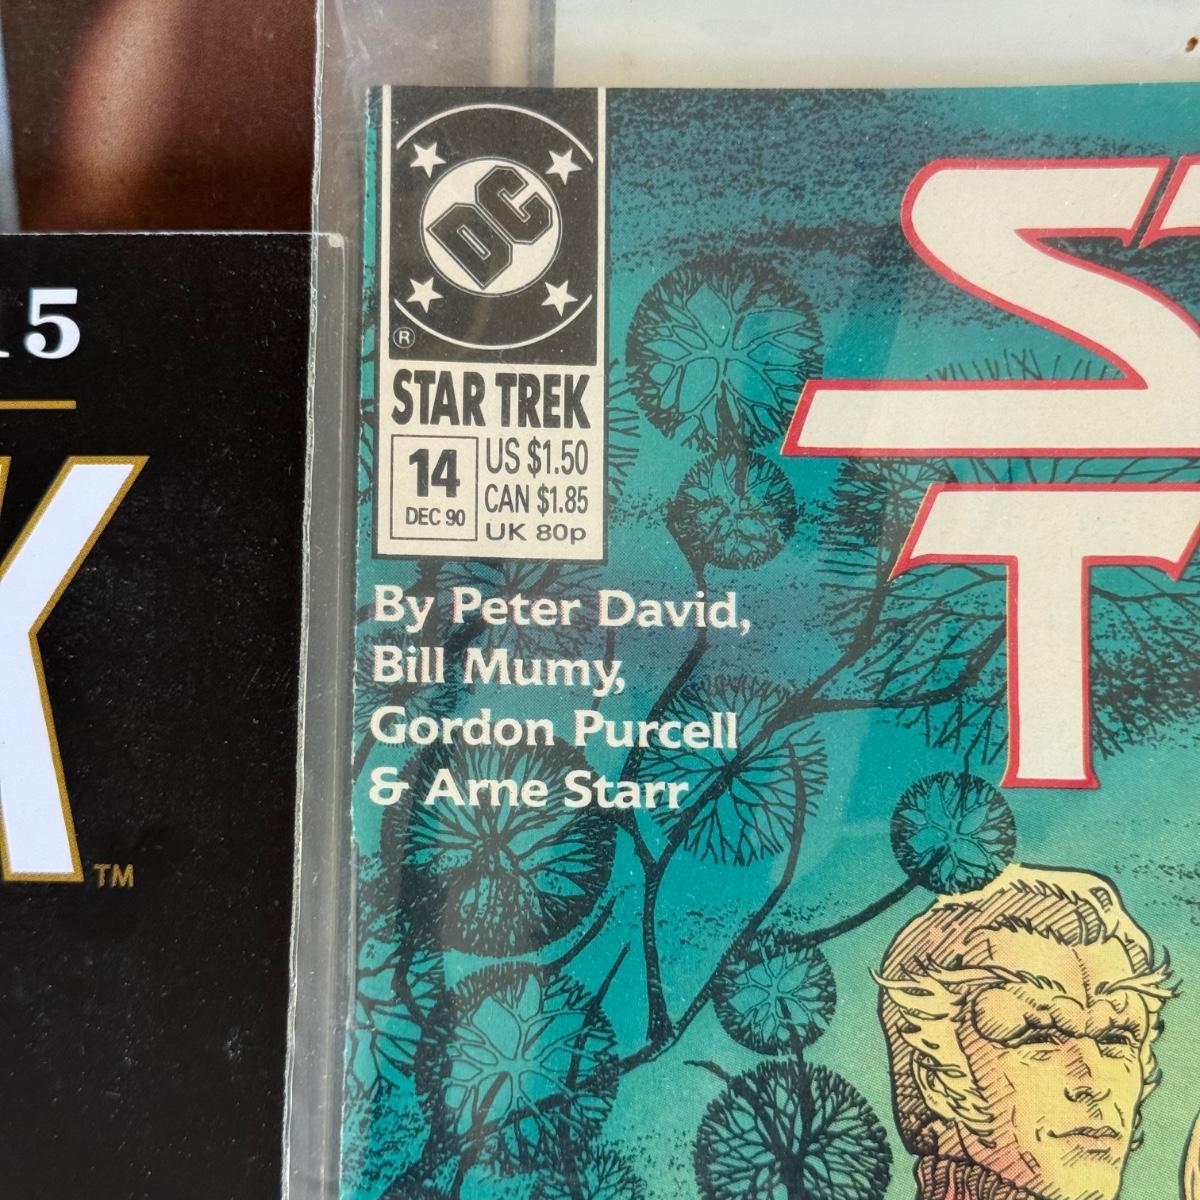 15
K
TM
DC
®
STAR TREK
14
DEC 90
US $1.50
CAN $1.85
UK 80p
ST
T
By Peter David,
Bill Mumy,
Gordon Purcell
& Arne Starr